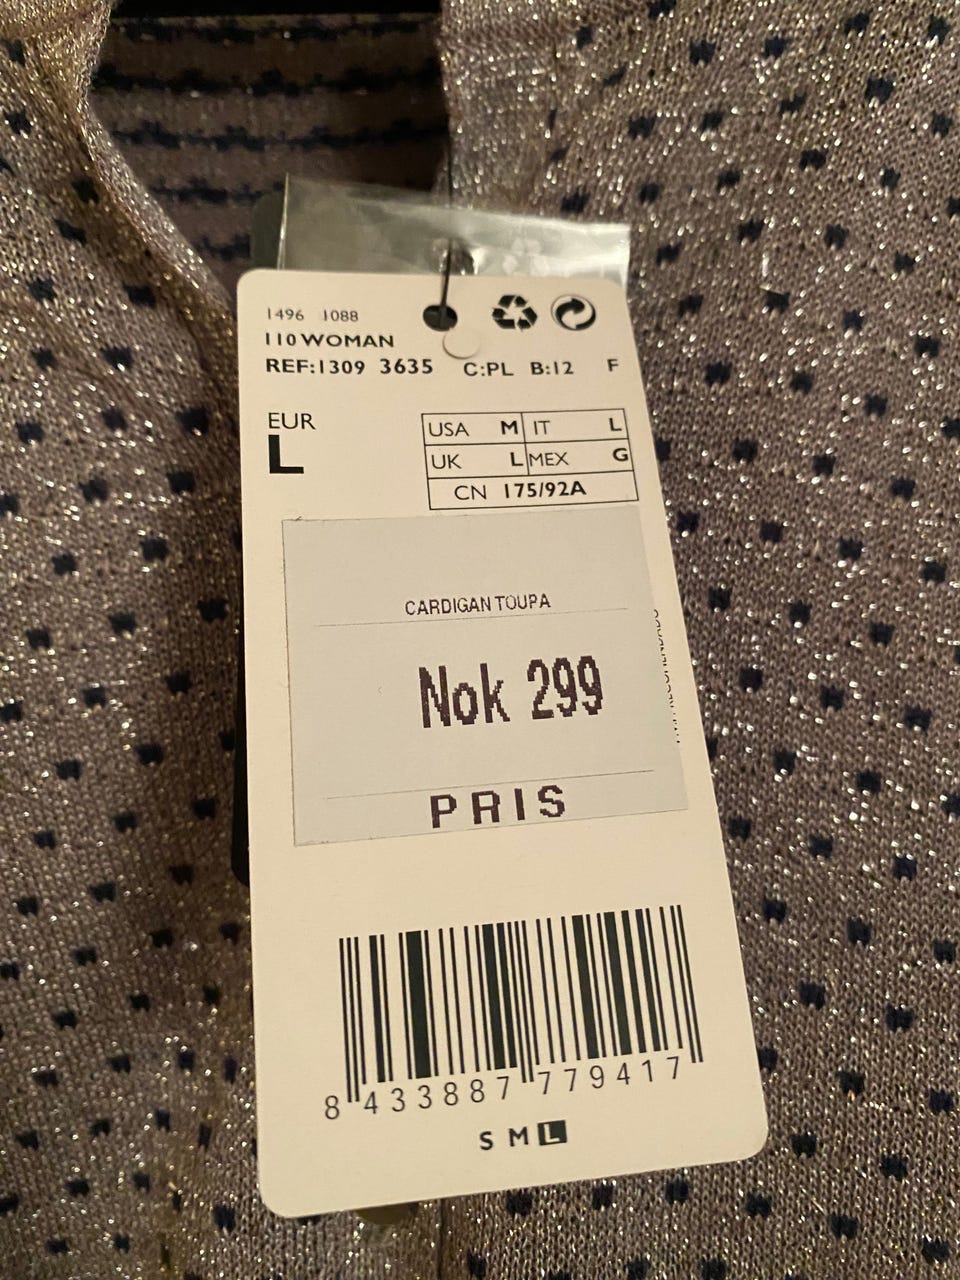 1496 1088
110 WOMAN
REF:1309 3635 C:PL B:12 F
EUR
L
USA M IT L
UK L MEX G
CN 175/92A
CARDIGAN TOUPA
Nok 299
PRIS
8 433887 779417
S M L